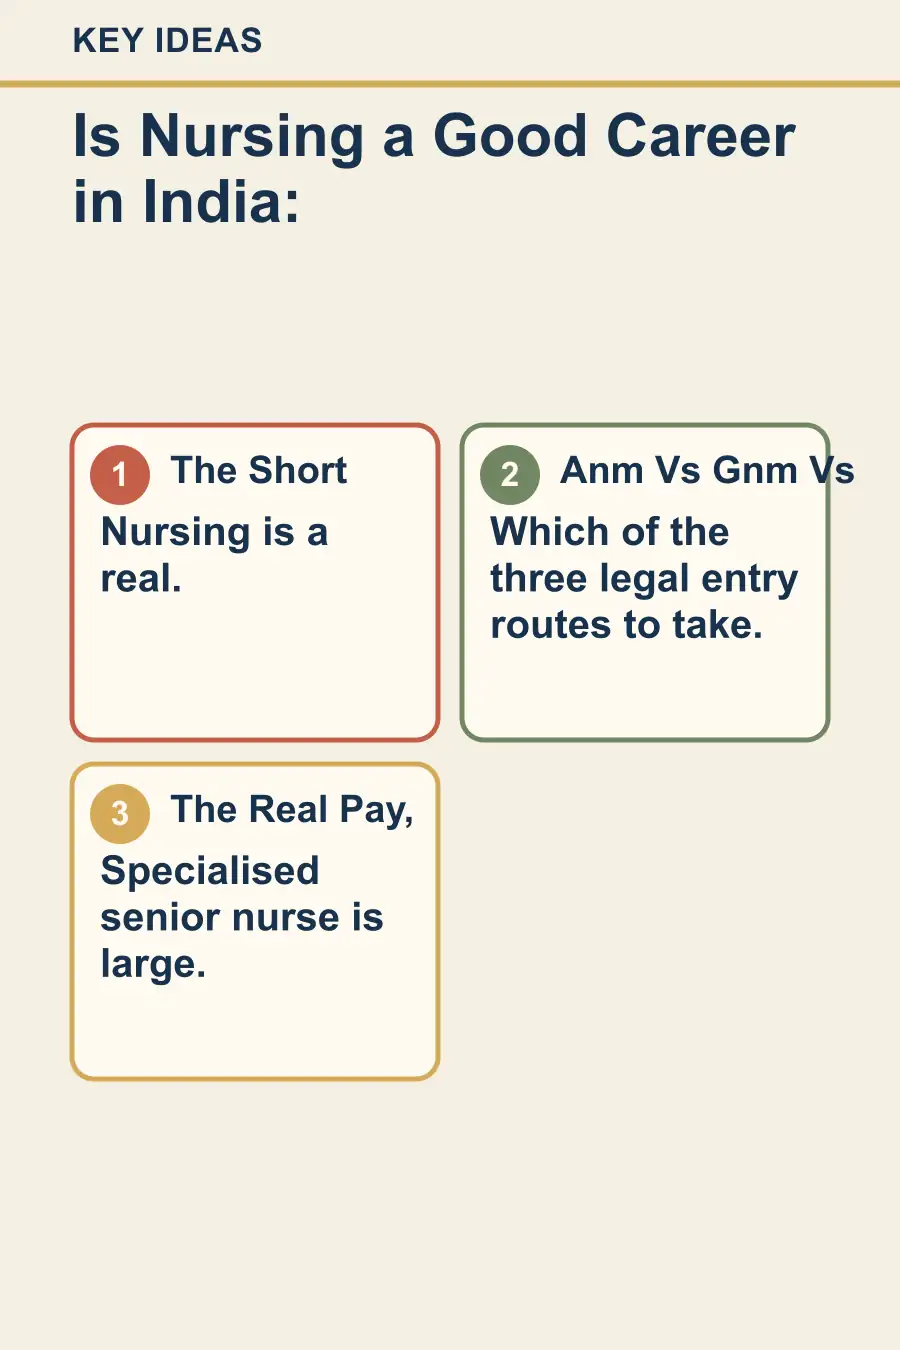 KEY IDEAS
Is Nursing a Good Career
in India:
1 The Short
Nursing is a
real.
2 Anm Vs Gnm Vs
Which of the
three legal entry
routes to take.
3 The Real Pay,
Specialised
senior nurse is
large.